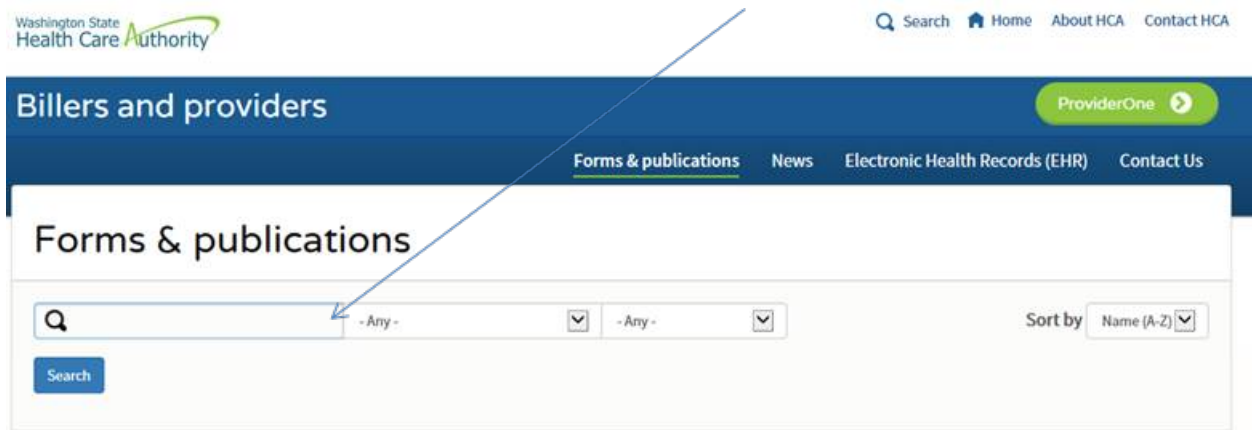 Washington State
Health Care Authority
Search Home About HCA Contact HCA
Billers and providers
ProviderOne
Forms & publications News Electronic Health Records (EHR) Contact Us
Forms & publications
- Any - - Any - Sort by Name (A-Z)
Search